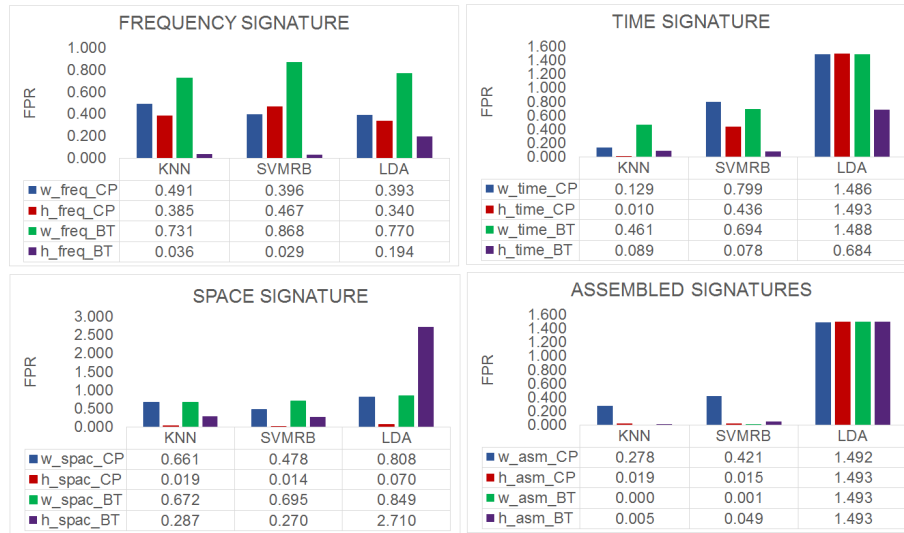 FREQUENCY SIGNATURE
FPR
1.000
0.800
0.600
0.400
0.200
0.000
KNN SVMRB LDA
w_freq_CP 0.491 0.396 0.393
h_freq_CP 0.385 0.467 0.340
w_freq_BT 0.731 0.868 0.770
h_freq_BT 0.036 0.029 0.194
TIME SIGNATURE
FPR
1.600
1.400
1.200
1.000
0.800
0.600
0.400
0.200
0.000
KNN SVMRB LDA
w_time_CP 0.129 0.799 1.486
h_time_CP 0.010 0.436 1.493
w_time_BT 0.461 0.694 1.488
h_time_BT 0.089 0.078 0.684
SPACE SIGNATURE
FPR
3.000
2.500
2.000
1.500
1.000
0.500
0.000
KNN SVMRB LDA
w_spac_CP 0.661 0.478 0.808
h_spac_CP 0.019 0.014 0.070
w_spac_BT 0.672 0.695 0.849
h_spac_BT 0.287 0.270 2.710
ASSEMBLED SIGNATURES
FPR
1.600
1.400
1.200
1.000
0.800
0.600
0.400
0.200
0.000
KNN SVMRB LDA
w_asm_CP 0.278 0.421 1.492
h_asm_CP 0.019 0.015 1.493
w_asm_BT 0.000 0.001 1.493
h_asm_BT 0.005 0.049 1.493